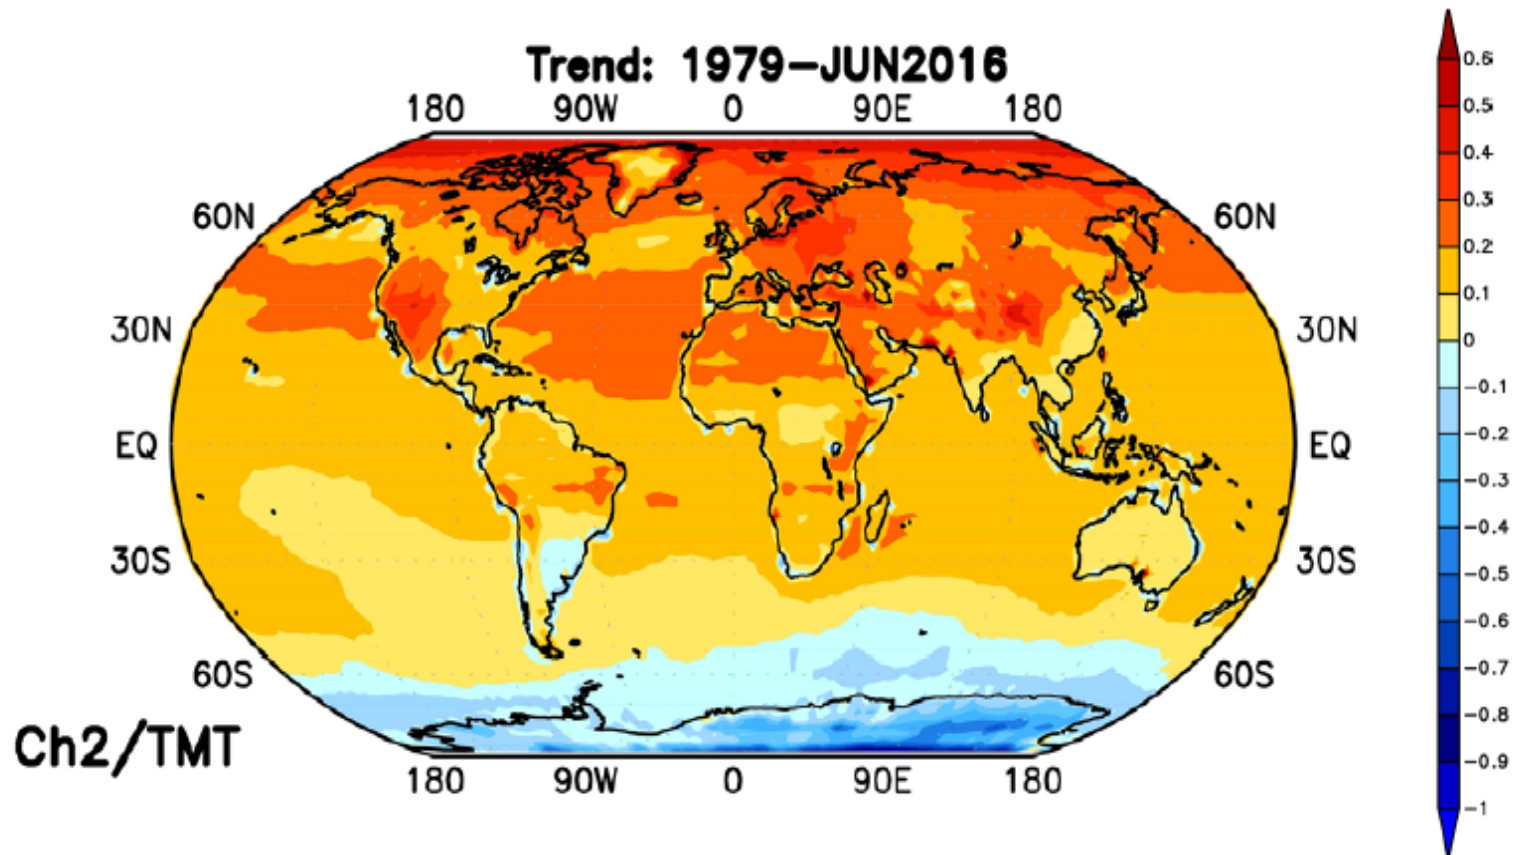 Trend: 1979-JUN2016
180 90W 0 90E 180
60N 60N
30N 30N
EQ EQ
30S 30S
60S 60S
Ch2/TMT
180 90W 0 90E 180
0.6
0.5
0.4
0.3
0.2
0.1
0
-0.1
-0.2
-0.3
-0.4
-0.5
-0.6
-0.7
-0.8
-0.9
-1